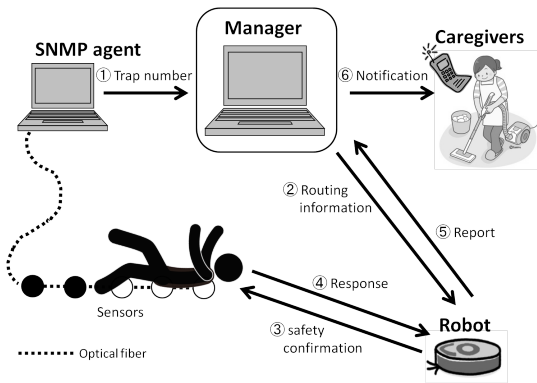 Manager
SNMP agent
Caregivers
① Trap number
⑥ Notification
② Routing
information
⑤ Report
④ Response
Sensors
③ safety
confirmation
Robot
Optical fiber